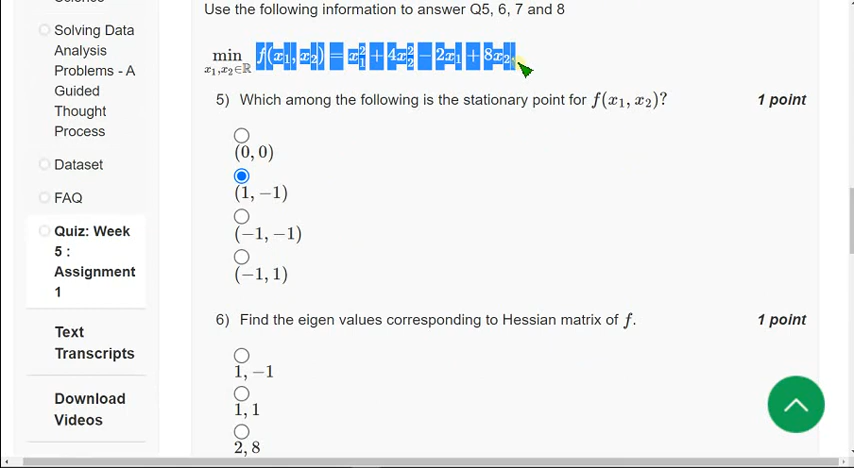 Use the following information to answer Q5, 6, 7 and 8
Solving Data
Analysis
Problems - A
Guided
Thought
Process
Dataset
FAQ
Quiz: Week
5 :
Assignment
1
Text
Transcripts
Download
Videos
min f(x₁, x₂) = x₁² + 4x₂² − 2x₁ + 8x₂.
x₁,x₂∈ℝ
5) Which among the following is the stationary point for f(x₁, x₂)? 1 point
(0, 0)
(1, −1)
(−1, −1)
(−1, 1)
6) Find the eigen values corresponding to Hessian matrix of f. 1 point
1, −1
1, 1
2, 8